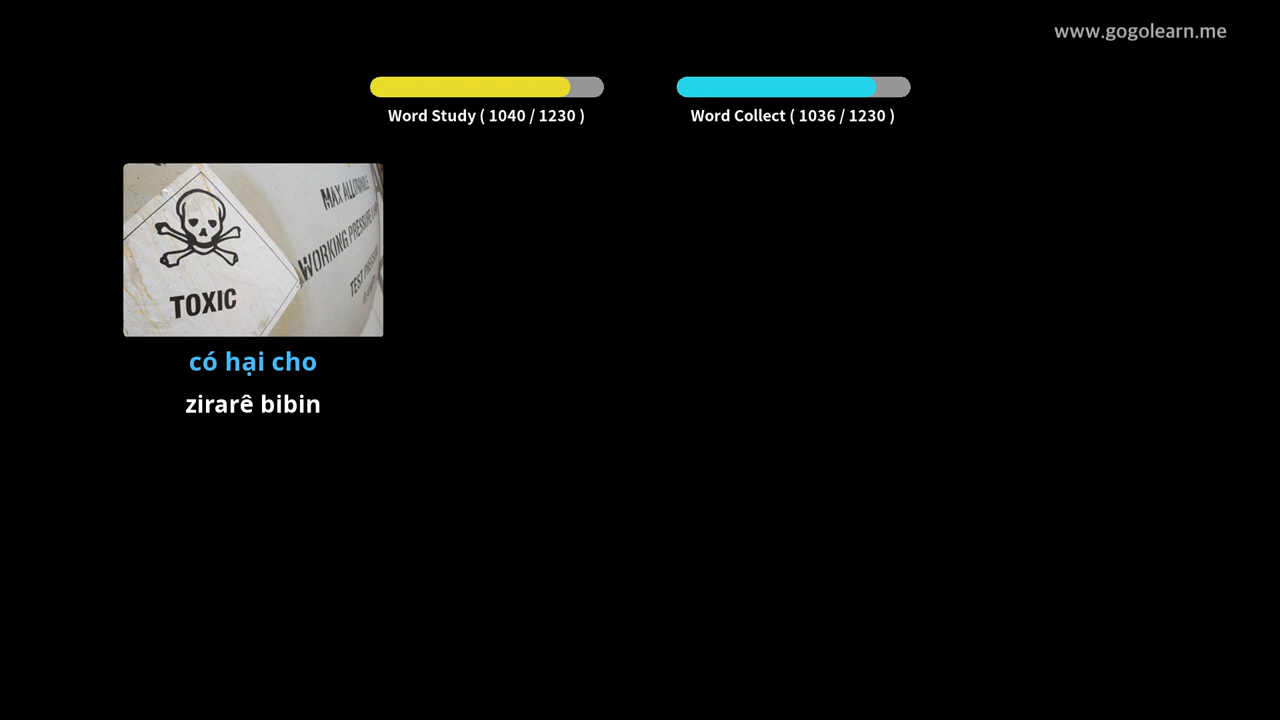 www.gogolearn.me
Word Study ( 1040 / 1230 )
Word Collect ( 1036 / 1230 )
TOXIC
MAX ALLOWABLE
WORKING PRESSURE
TEST
có hại cho
zirarê bibin